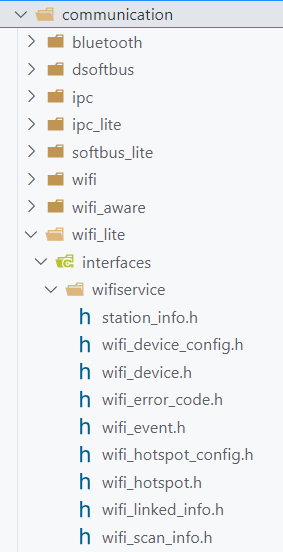 communication
bluetooth
dsoftbus
ipc
ipc_lite
softbus_lite
wifi
wifi_aware
wifi_lite
interfaces
wifiservice
h station_info.h
h wifi_device_config.h
h wifi_device.h
h wifi_error_code.h
h wifi_event.h
h wifi_hotspot_config.h
h wifi_hotspot.h
h wifi_linked_info.h
h wifi_scan_info.h